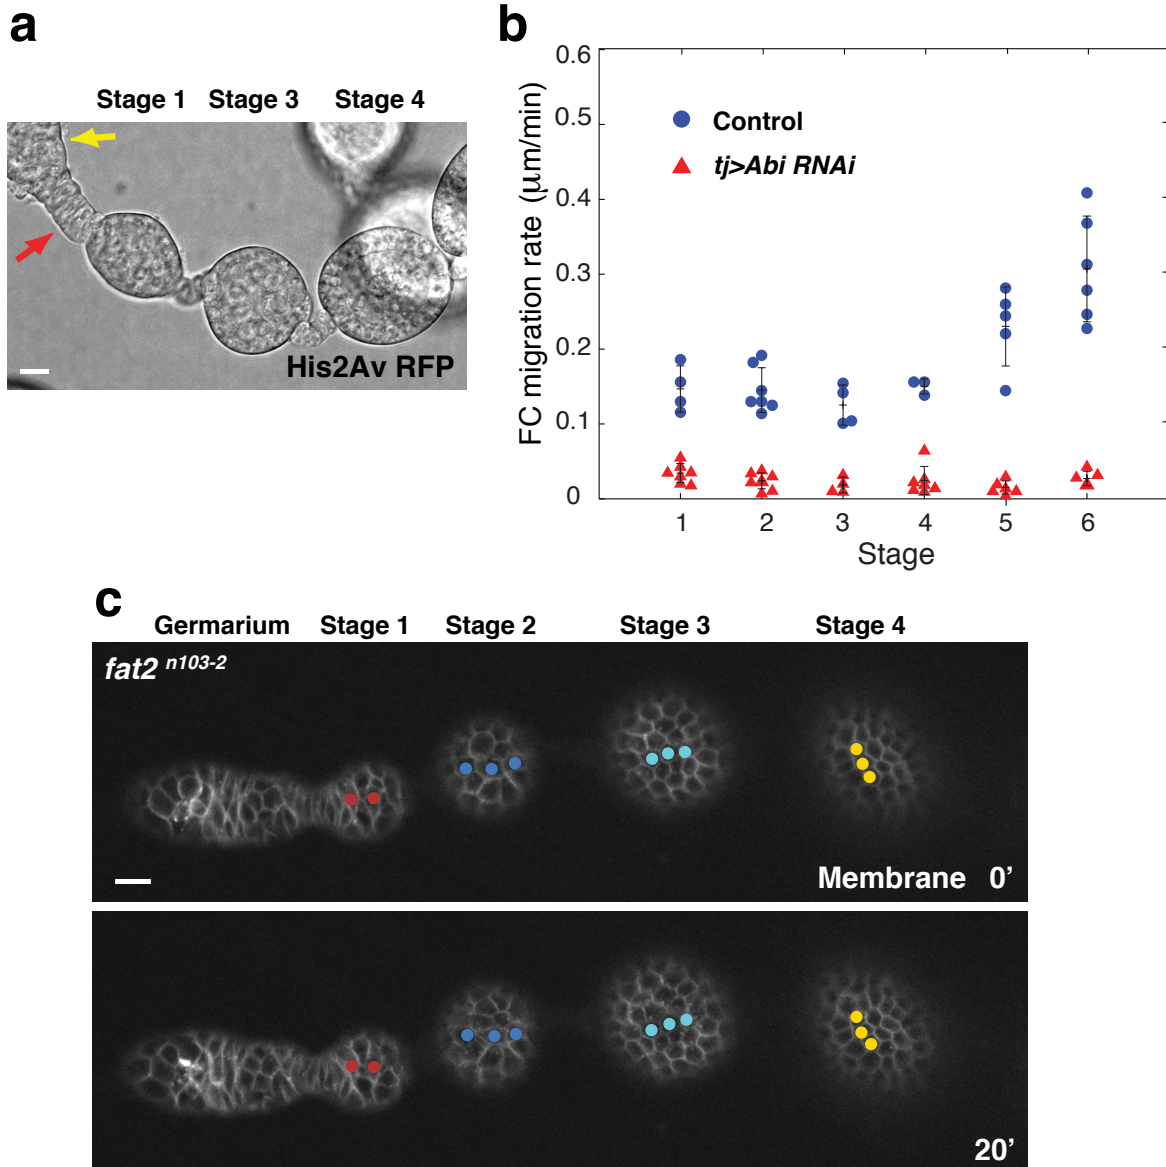 a
Stage 1 Stage 3 Stage 4
His2Av RFP
b
FC migration rate (μm/min)
0.6
0.5
0.4
0.3
0.2
0.1
0
Control
tj>Abi RNAi
1 2 3 4 5 6
Stage
c
Germarium Stage 1 Stage 2 Stage 3 Stage 4
fat2 n103-2
Membrane 0’
20’